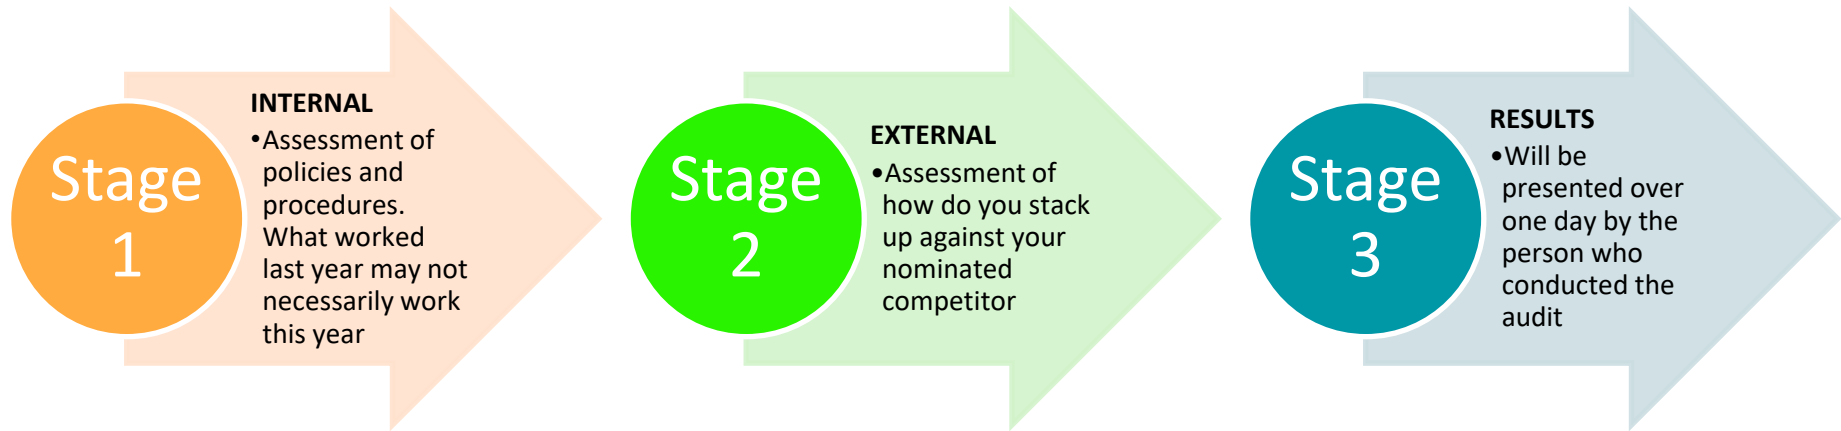 Stage
1
INTERNAL
•Assessment of
policies and
procedures.
What worked
last year may not
necessarily work
this year
Stage
2
EXTERNAL
•Assessment of
how do you stack
up against your
nominated
competitor
Stage
3
RESULTS
•Will be
presented over
one day by the
person who
conducted the
audit